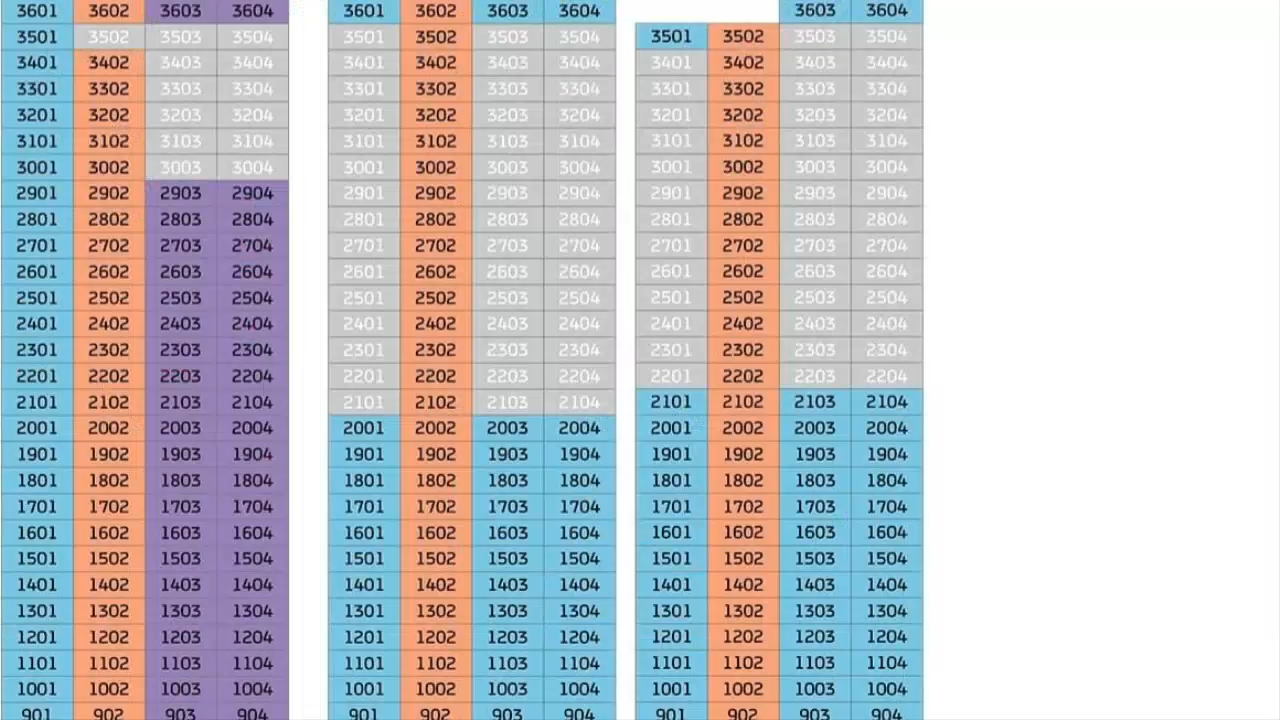 3601 3602 3603 3604 3601 3602 3603 3604 3603 3604
3501 3502 3503 3504 3501 3502 3503 3504 3501 3502 3503 3504
3401 3402 3403 3404 3401 3402 3403 3404 3401 3402 3403 3404
3301 3302 3303 3304 3301 3302 3303 3304 3301 3302 3303 3304
3201 3202 3203 3204 3201 3202 3203 3204 3201 3202 3203 3204
3101 3102 3103 3104 3101 3102 3103 3104 3101 3102 3103 3104
3001 3002 3003 3004 3001 3002 3003 3004 3001 3002 3003 3004
2901 2902 2903 2904 2901 2902 2903 2904 2901 2902 2903 2904
2801 2802 2803 2804 2801 2802 2803 2804 2801 2802 2803 2804
2701 2702 2703 2704 2701 2702 2703 2704 2701 2702 2703 2704
2601 2602 2603 2604 2601 2602 2603 2604 2601 2602 2603 2604
2501 2502 2503 2504 2501 2502 2503 2504 2501 2502 2503 2504
2401 2402 2403 2404 2401 2402 2403 2404 2401 2402 2403 2404
2301 2302 2303 2304 2301 2302 2303 2304 2301 2302 2303 2304
2201 2202 2203 2204 2201 2202 2203 2204 2201 2202 2203 2204
2101 2102 2103 2104 2101 2102 2103 2104 2101 2102 2103 2104
2001 2002 2003 2004 2001 2002 2003 2004 2001 2002 2003 2004
1901 1902 1903 1904 1901 1902 1903 1904 1901 1902 1903 1904
1801 1802 1803 1804 1801 1802 1803 1804 1801 1802 1803 1804
1701 1702 1703 1704 1701 1702 1703 1704 1701 1702 1703 1704
1601 1602 1603 1604 1601 1602 1603 1604 1601 1602 1603 1604
1501 1502 1503 1504 1501 1502 1503 1504 1501 1502 1503 1504
1401 1402 1403 1404 1401 1402 1403 1404 1401 1402 1403 1404
1301 1302 1303 1304 1301 1302 1303 1304 1301 1302 1303 1304
1201 1202 1203 1204 1201 1202 1203 1204 1201 1202 1203 1204
1101 1102 1103 1104 1101 1102 1103 1104 1101 1102 1103 1104
1001 1002 1003 1004 1001 1002 1003 1004 1001 1002 1003 1004
901 902 903 904 901 902 903 904 901 902 903 904